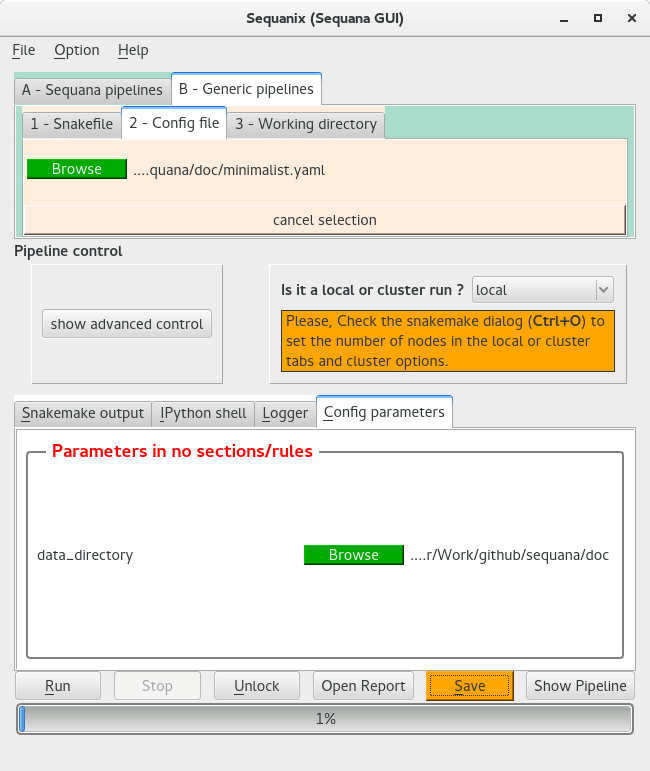 Sequanix (Sequana GUI)
File Option Help
A - Sequana pipelines B - Generic pipelines
1 - Snakefile 2 - Config file 3 - Working directory
Browse ....quana/doc/minimalist.yaml
cancel selection
Pipeline control
show advanced control
Is it a local or cluster run ? local
Please, Check the snakemake dialog (Ctrl+O) to
set the number of nodes in the local or cluster
tabs and cluster options.
Snakemake output IPython shell Logger Config parameters
Parameters in no sections/rules
data_directory Browse ....r/Work/github/sequana/doc
Run Stop Unlock Open Report Save Show Pipeline
1%